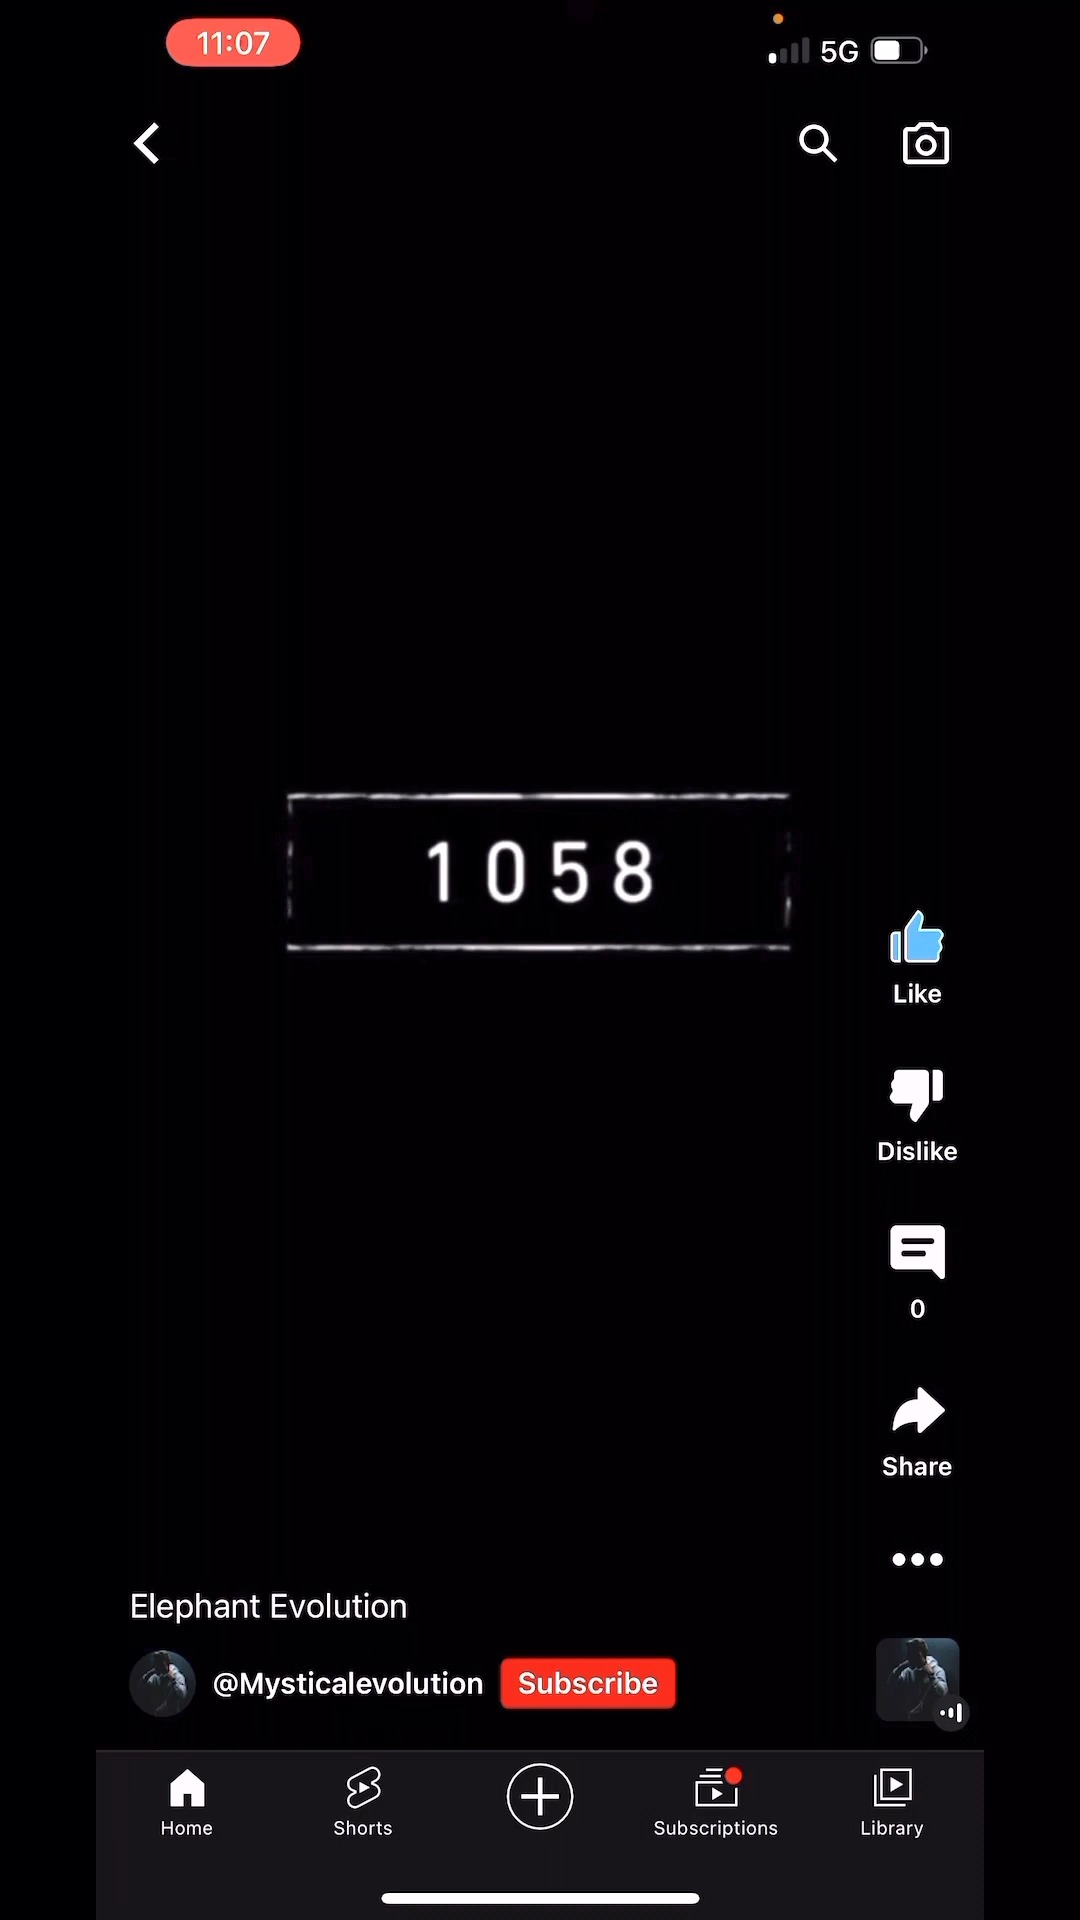 11:07
5G
1058
Like
Dislike
0
Share
Elephant Evolution
@Mysticalevolution Subscribe
Home Shorts Subscriptions Library